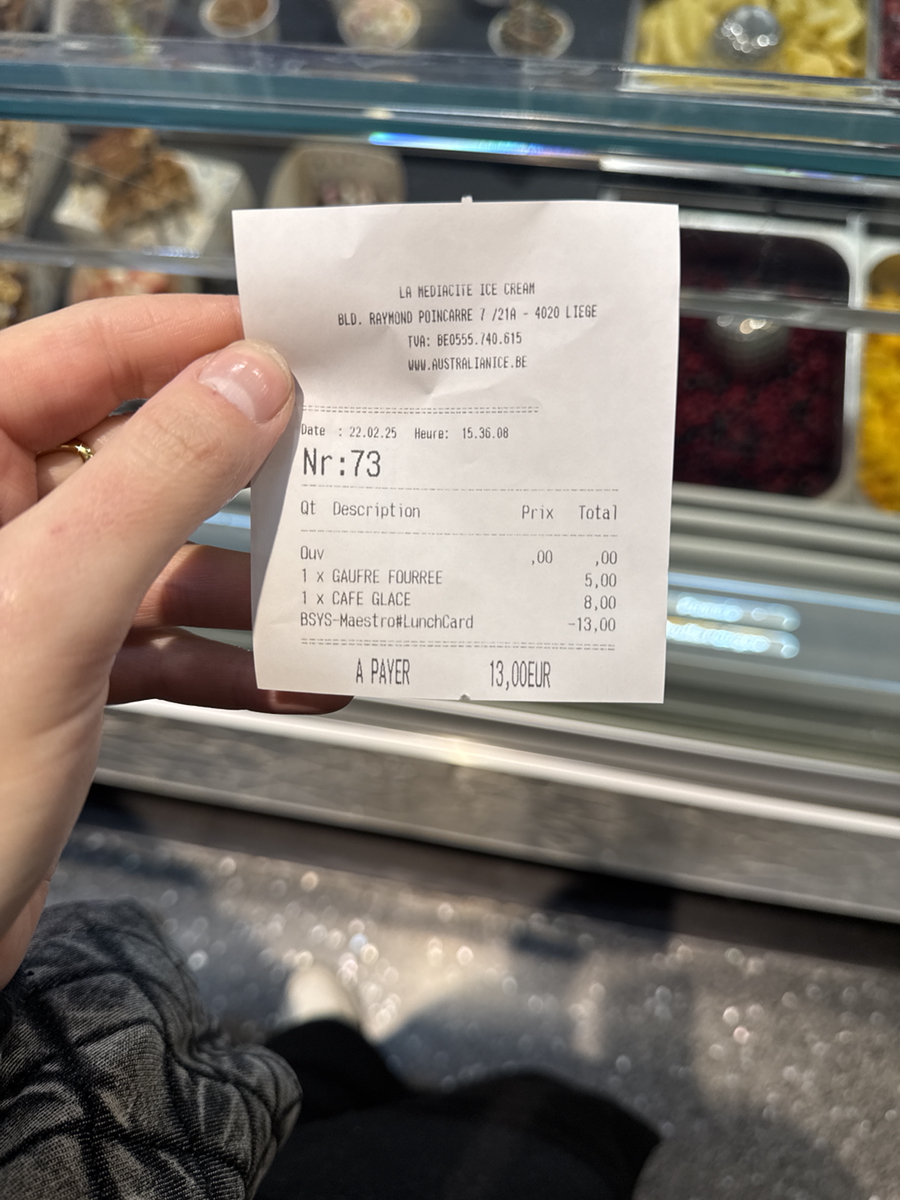 LA MEDIACITE ICE CREAM
BLD. RAYMOND POINCARRE 7 /21A - 4020 LIEGE
TVA: BE0555.740.615
WWW.AUSTRALIANICE.BE
Date : 22.02.25 Heure: 15.36.08
Nr:73
Qt Description Prix Total
Ouv ,00 ,00
1 x GAUFRE FOURREE 5,00
1 x CAFE GLACE 8,00
BSYS-Maestro#LunchCard -13,00
A PAYER 13,00EUR